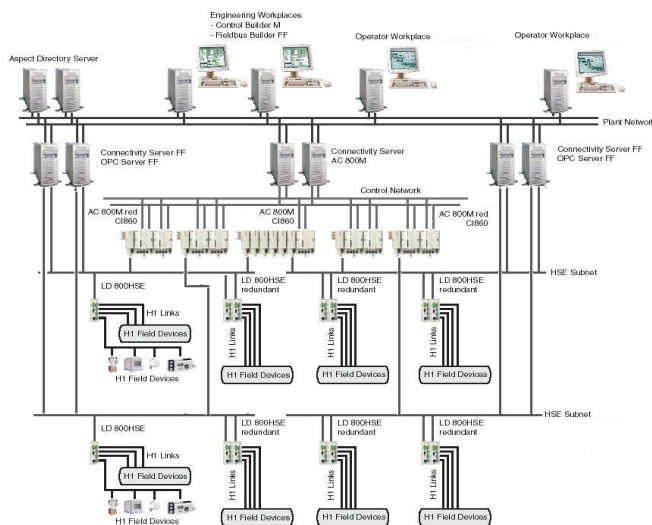 Engineering Workplaces
- Control Builder M
- Fieldbus Builder FF
Operator Workplace
Operator Workplace
Aspect Directory Server
Plant Network
Connectivity Server FF
OPC Server FF
Connectivity Server
AC 800M
Connectivity Server FF
OPC Server FF
Control Network
AC 800M red
CI860
AC 800M
CI860
AC 800M red
CI860
HSE Subnet
LD 800HSE
LD 800HSE
redundant
LD 800HSE
redundant
LD 800HSE
redundant
H1 Links
H1 Links
H1 Links
H1 Links
H1 Field Devices
H1 Field Devices
H1 Field Devices
H1 Field Devices
H1 Field Devices
HSE Subnet
LD 800HSE
LD 800HSE
redundant
LD 800HSE
redundant
LD 800HSE
redundant
H1 Links
H1 Links
H1 Links
H1 Links
H1 Field Devices
H1 Field Devices
H1 Field Devices
H1 Field Devices
H1 Field Devices